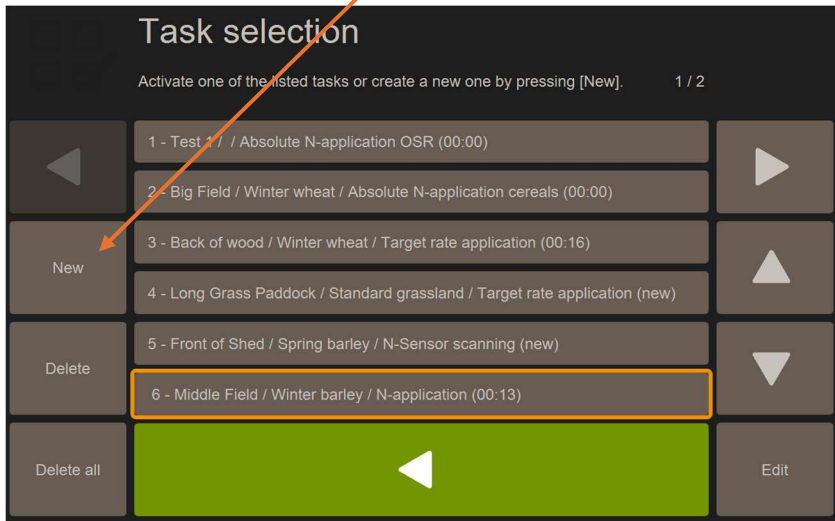 Task selection
Activate one of the listed tasks or create a new one by pressing [New]. 1 / 2
1 - Test 1 / / Absolute N-application OSR (00:00)
2 - Big Field / Winter wheat / Absolute N-application cereals (00:00)
3 - Back of wood / Winter wheat / Target rate application (00:16)
New
4 - Long Grass Paddock / Standard grassland / Target rate application (new)
5 - Front of Shed / Spring barley / N-Sensor scanning (new)
Delete
6 - Middle Field / Winter barley / N-application (00:13)
Delete all
Edit